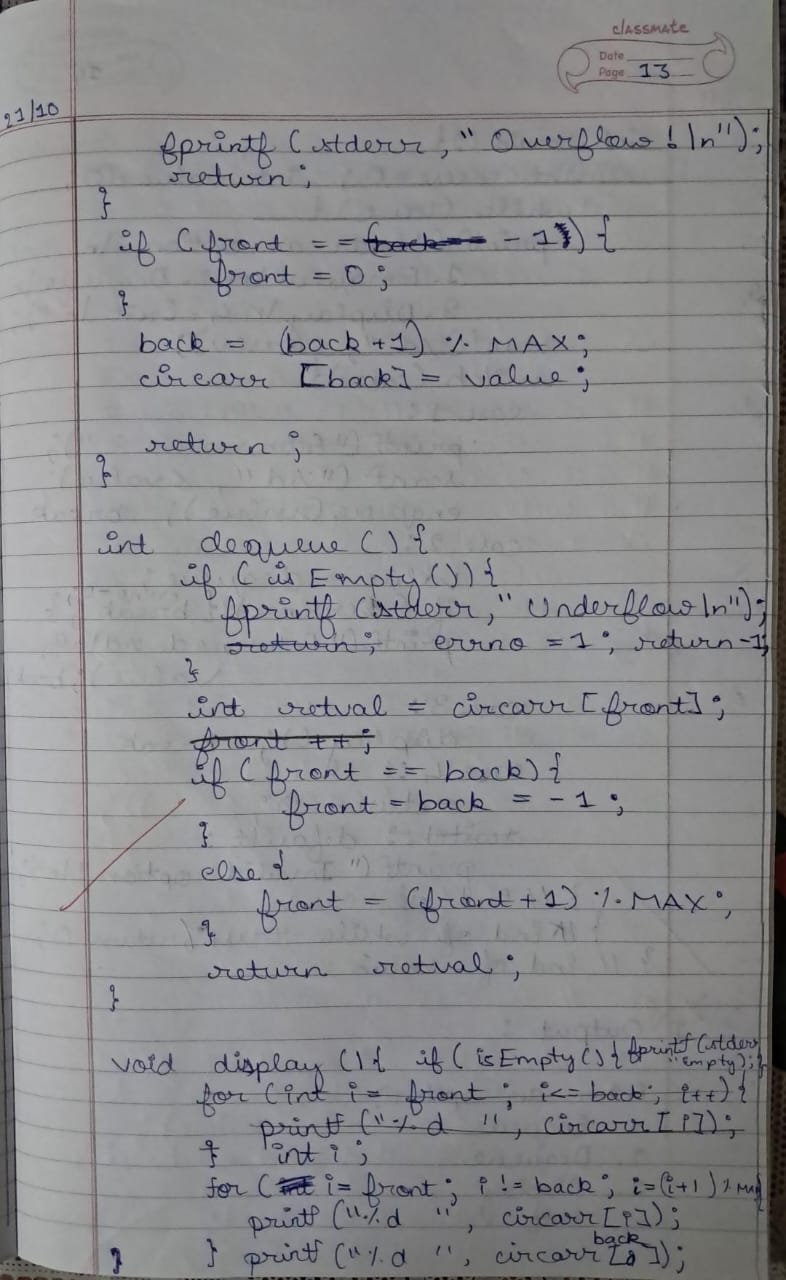 classmate
Date
Page 13
21/10
fprintf (stderr, " Overflow ! \n");
return;
}
if ( front == -1) {
front = 0 ;
}
back = (back +1) % MAX;
circarr [back] = value ;
return ;
}
int dequeue () {
if ( isEmpty ()) {
fprintf (stderr, " Underflow \n");
return; errno = 1 ; return -1;
}
int retval = circarr [front] ;
front ++;
if ( front == back) {
front = back = -1 ;
}
else {
front = (front + 1) % MAX ;
}
return retval ;
}
void display () { if ( isEmpty () { fprintf (stderr
"empty); }
for (int i = front ; i <= back ; i++) {
printf ("%d ", circarr [i]);
} int i ;
for (int i = front ; i != back ; i = (i+1) % MAX
printf ("%d ", circarr [i]);
} } printf ("%d ", circarr [back]);